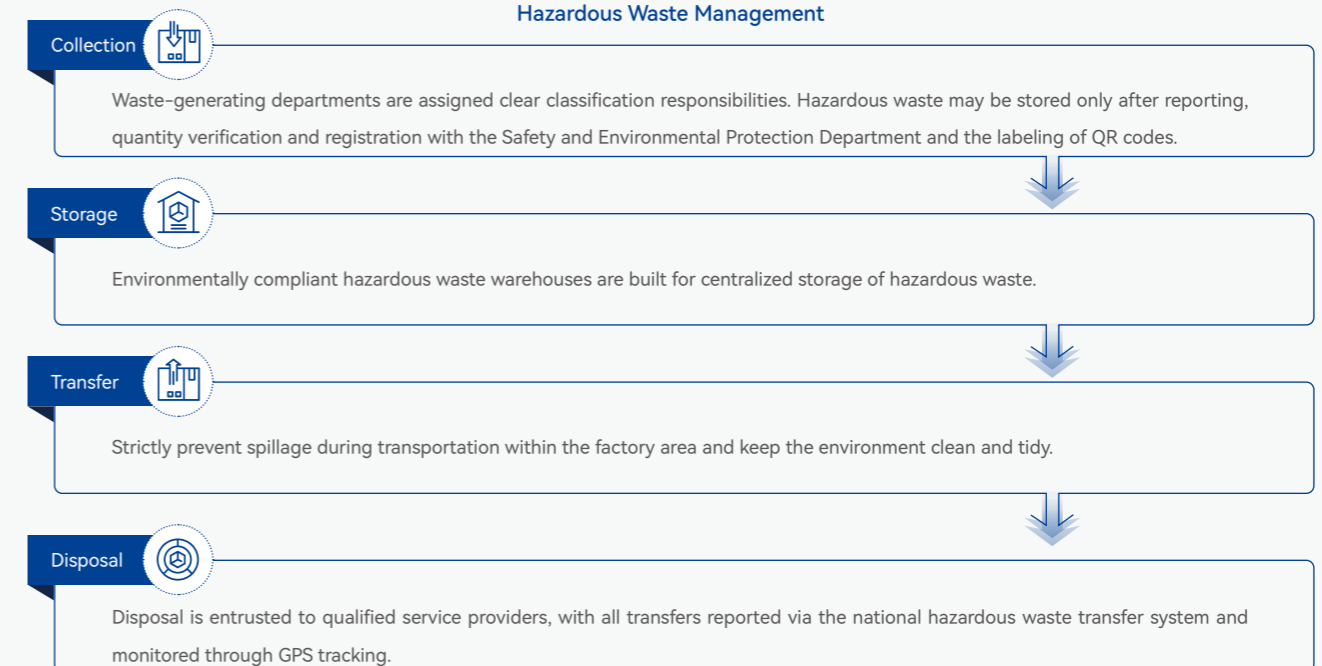 Hazardous Waste Management
Collection
Waste-generating departments are assigned clear classification responsibilities. Hazardous waste may be stored only after reporting,
quantity verification and registration with the Safety and Environmental Protection Department and the labeling of QR codes.
Storage
Environmentally compliant hazardous waste warehouses are built for centralized storage of hazardous waste.
Transfer
Strictly prevent spillage during transportation within the factory area and keep the environment clean and tidy.
Disposal
Disposal is entrusted to qualified service providers, with all transfers reported via the national hazardous waste transfer system and
monitored through GPS tracking.